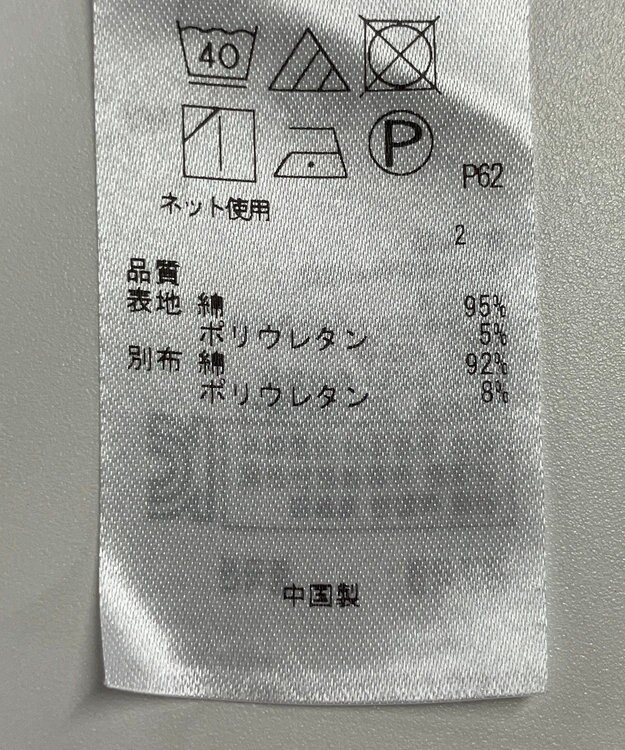 40
P
P62
ネット使用
2
品質
表地 綿 95%
ポリウレタン 5%
別布 綿 92%
ポリウレタン 8%
中国製